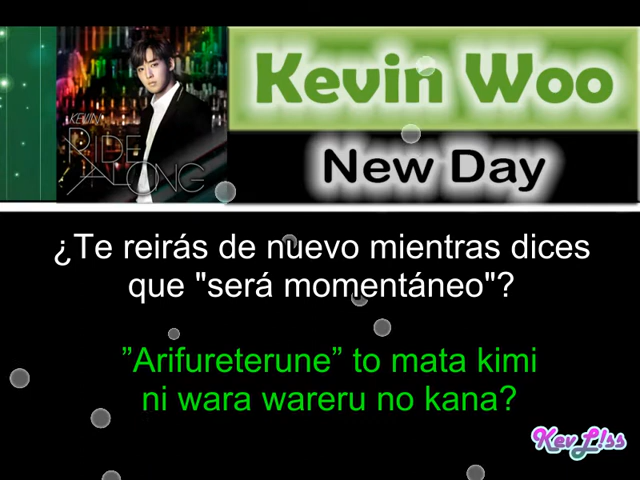 Kevin Woo
KEVIN
RIDE
ALONG
New Day
¿Te reirás de nuevo mientras dices
que "será momentáneo"?
”Arifureterune” to mata kimi
ni wara wareru no kana?
KevL!ss